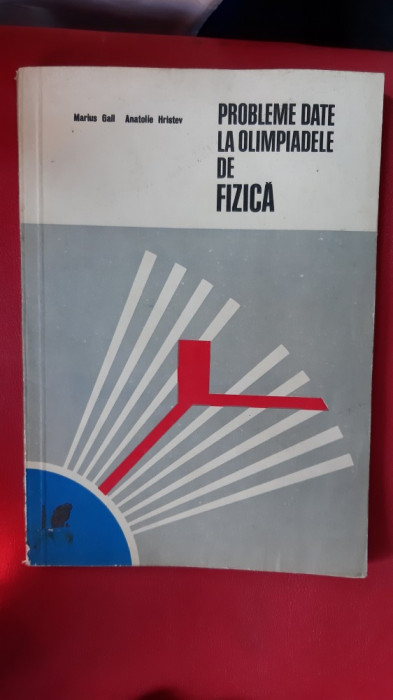 Marius Gall Anatolie Hristev
PROBLEME DATE
LA OLIMPIADELE
DE
FIZICĂ